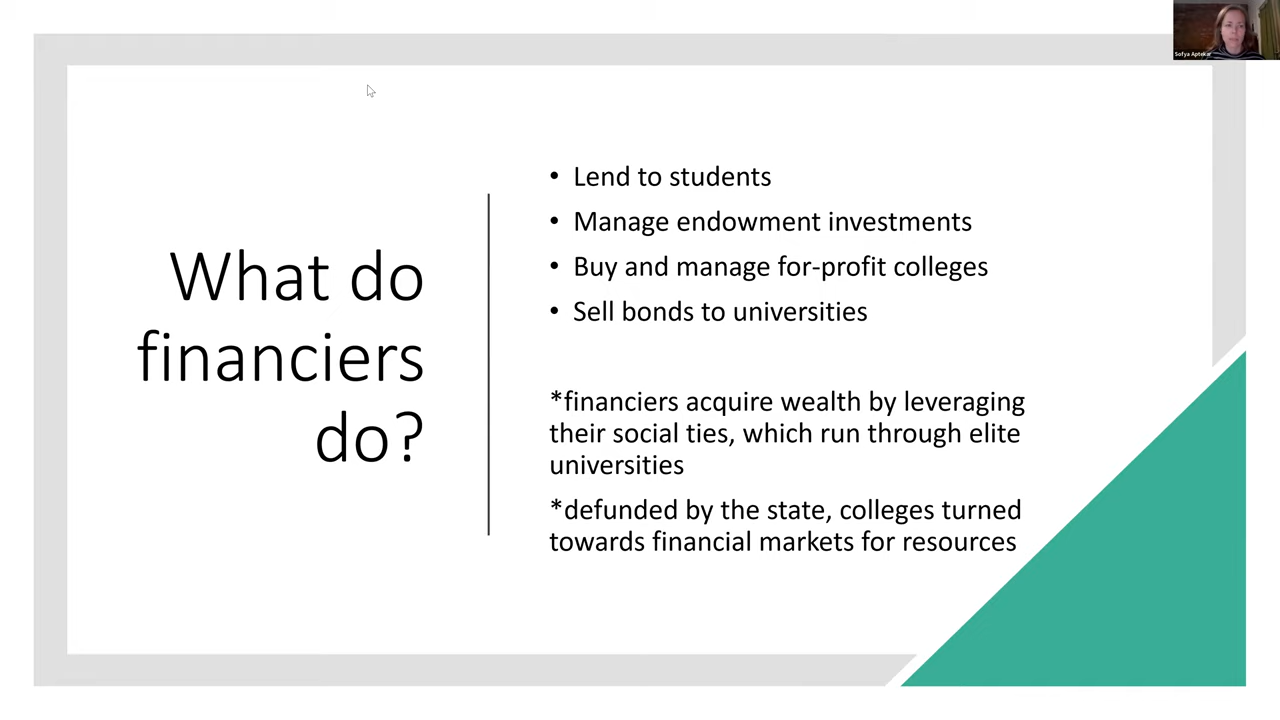 Sofya Aptekar
What do
financiers
do?
• Lend to students
• Manage endowment investments
• Buy and manage for-profit colleges
• Sell bonds to universities
*financiers acquire wealth by leveraging
their social ties, which run through elite
universities
*defunded by the state, colleges turned
towards financial markets for resources